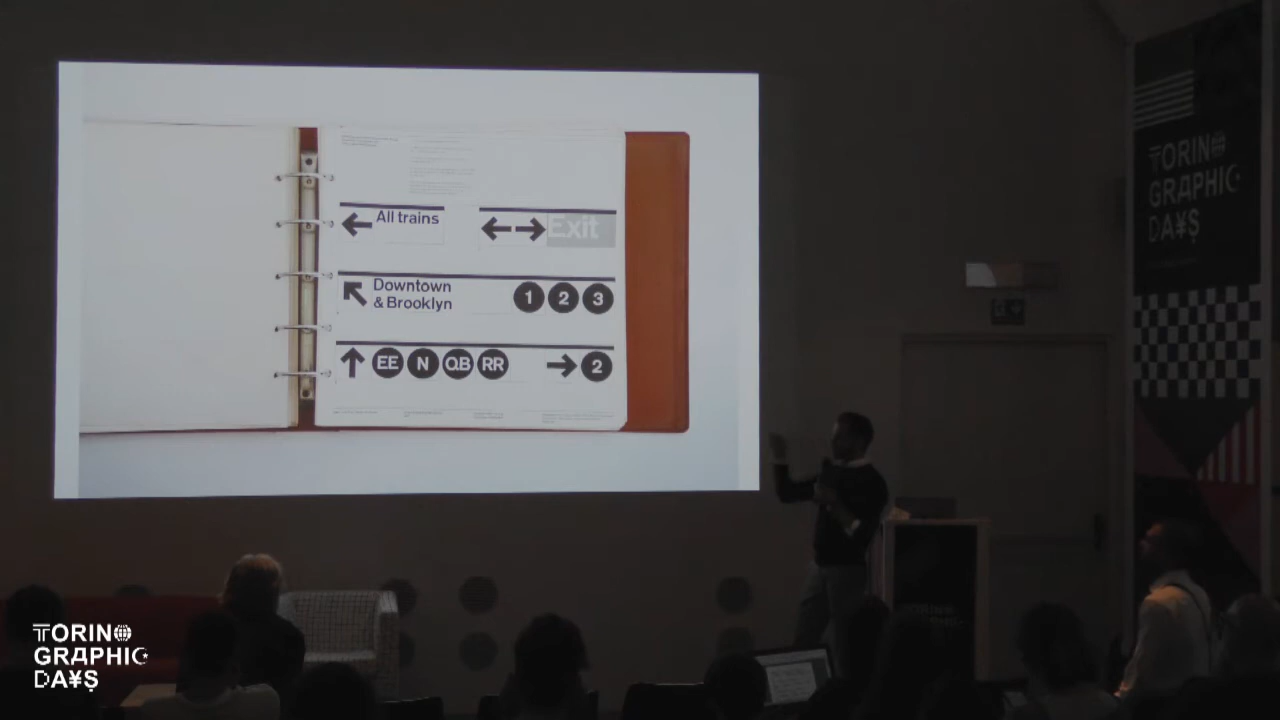 All trains
Exit
Downtown
& Brooklyn
1 2 3
EE N QB RR
2
TORINO
GRAPHIC
DA¥Ş
TORINO
GRAPHIC
DA¥Ş